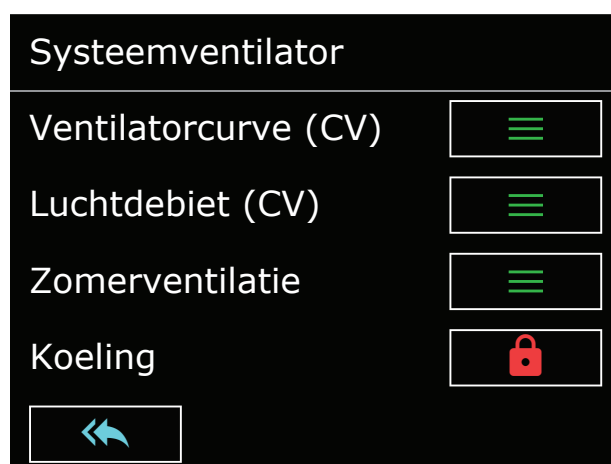 Systeemventilator
Ventilatorcurve (CV)
Luchtdebiet (CV)
Zomerventilatie
Koeling